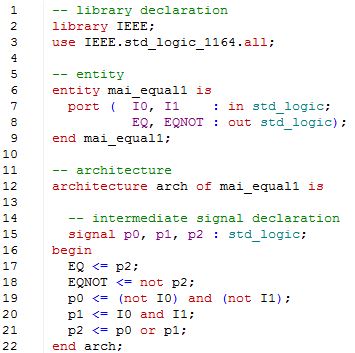 1 -- library declaration
2 library IEEE;
3 use IEEE.std_logic_1164.all;
4
5 -- entity
6 entity mai_equal1 is
7 port ( I0, I1 : in std_logic;
8 EQ, EQNOT : out std_logic);
9 end mai_equal1;
10
11 -- architecture
12 architecture arch of mai_equal1 is
13
14 -- intermediate signal declaration
15 signal p0, p1, p2 : std_logic;
16 begin
17 EQ <= p2;
18 EQNOT <= not p2;
19 p0 <= (not I0) and (not I1);
20 p1 <= I0 and I1;
21 p2 <= p0 or p1;
22 end arch;